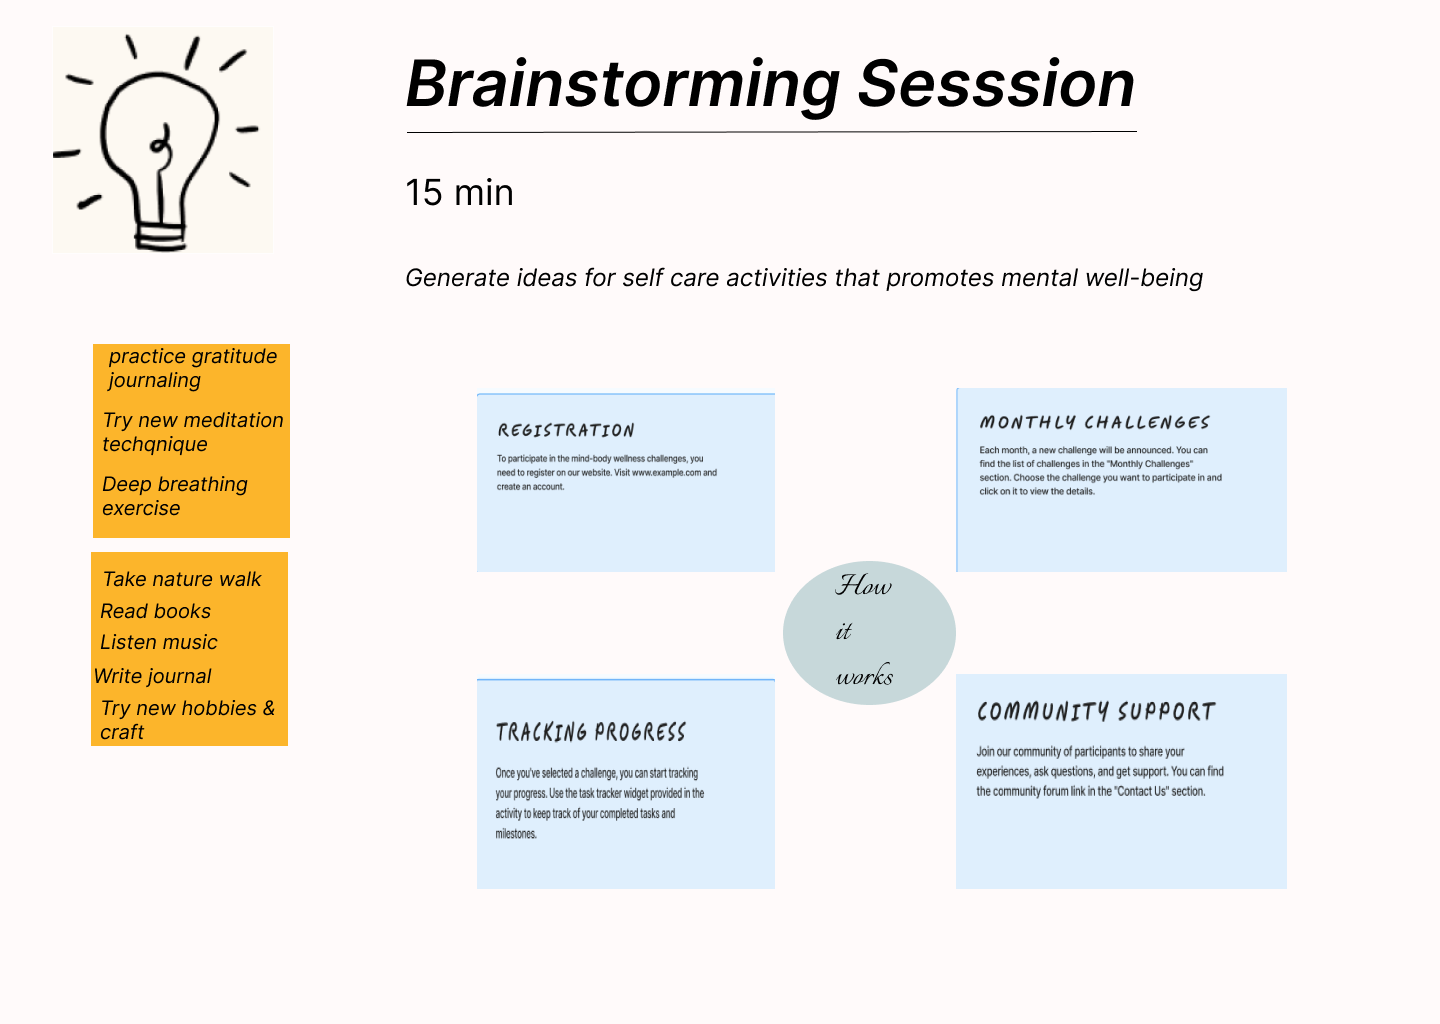 Brainstorming Sesssion
15 min
Generate ideas for self care activities that promotes mental well-being
practice gratitude
journaling
Try new meditation
techqnique
Deep breathing
exercise
Take nature walk
Read books
Listen music
Write journal
Try new hobbies &
craft
REGISTRATION
To participate in the mind-body wellness challenges, you
need to register on our website. Visit www.example.com and
create an account.
MONTHLY CHALLENGES
Each month, a new challenge will be announced. You can
find the list of challenges in the "Monthly Challenges"
section. Choose the challenge you want to participate in and
click on it to view the details.
How
it
works
TRACKING PROGRESS
Once you've selected a challenge, you can start tracking
your progress. Use the task tracker widget provided in the
activity to keep track of your completed tasks and
milestones.
COMMUNITY SUPPORT
Join our community of participants to share your
experiences, ask questions, and get support. You can find
the community forum link in the "Contact Us" section.